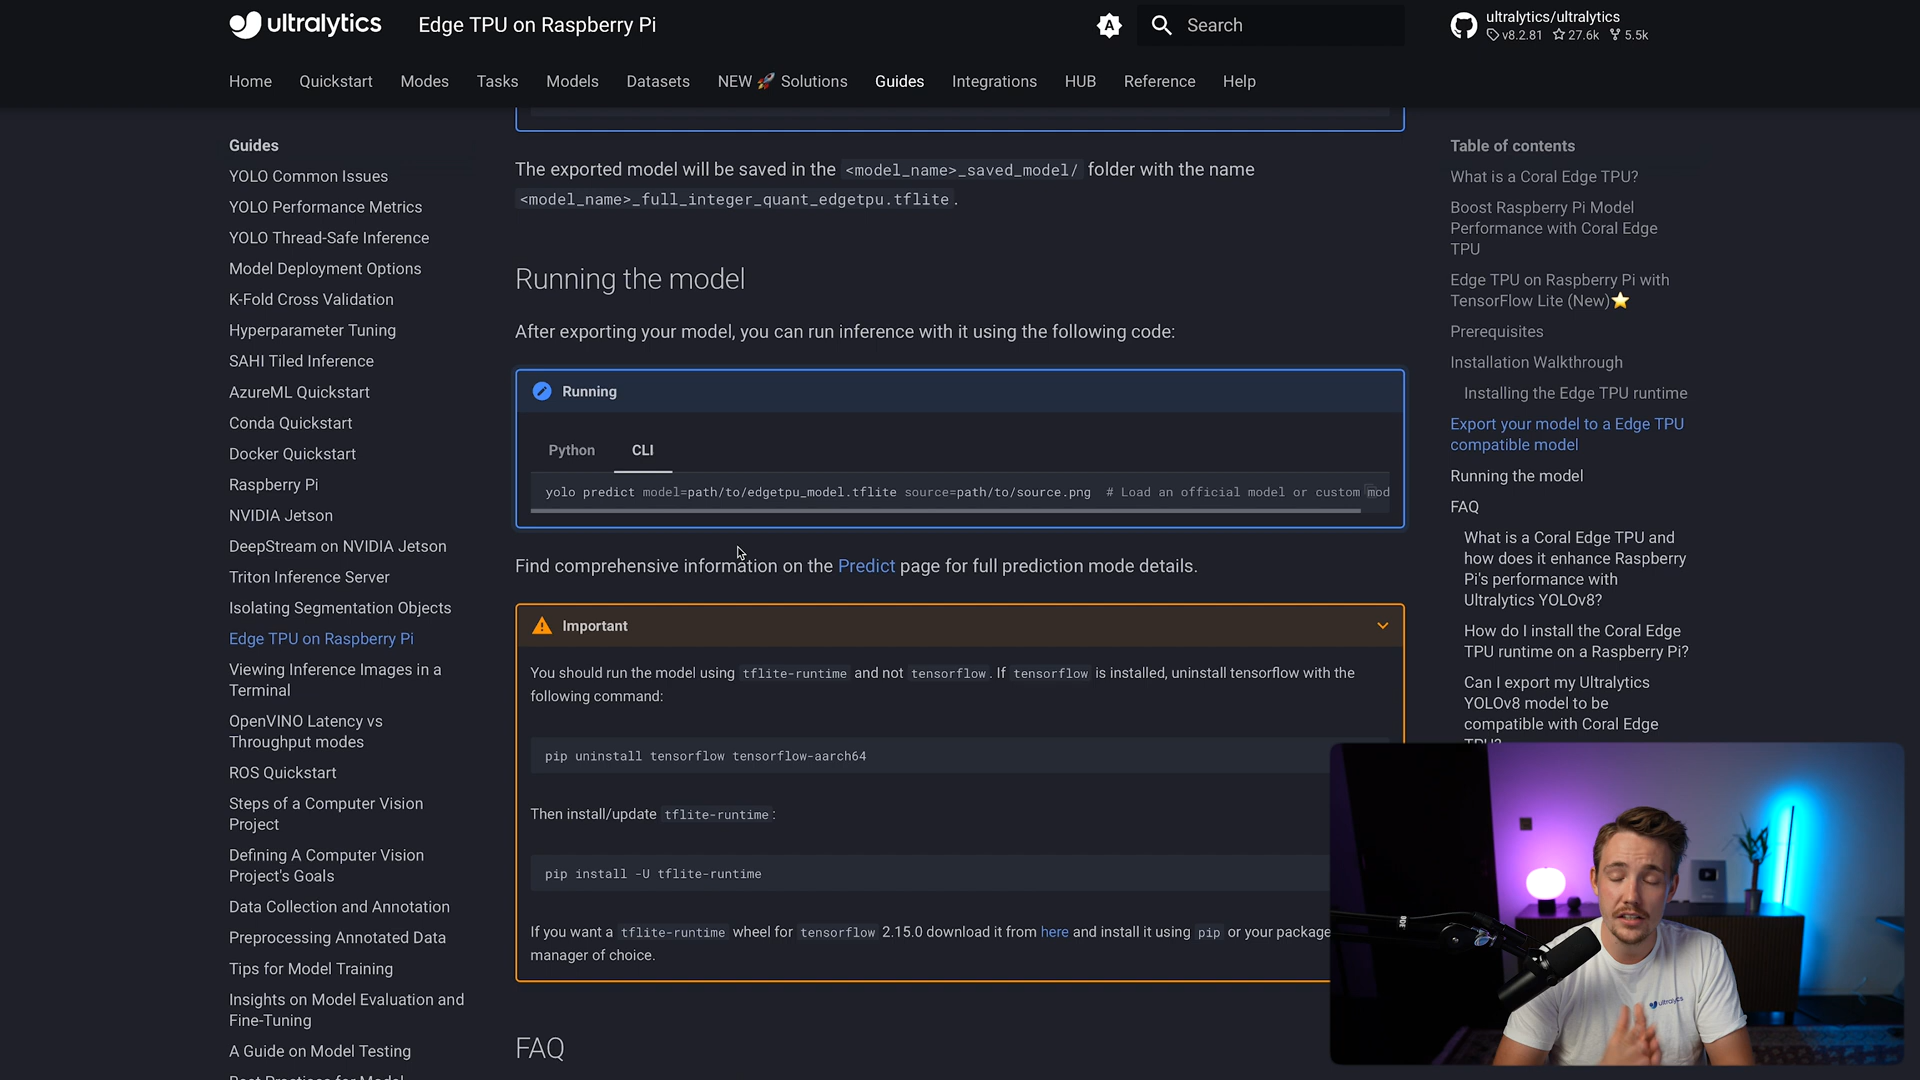 ultralytics
Edge TPU on Raspberry Pi
Search
ultralytics/ultralytics
v8.2.81 27.6k 5.5k
Home Quickstart Modes Tasks Models Datasets NEW 🚀 Solutions Guides Integrations HUB Reference Help
Guides
YOLO Common Issues
YOLO Performance Metrics
YOLO Thread-Safe Inference
Model Deployment Options
K-Fold Cross Validation
Hyperparameter Tuning
SAHI Tiled Inference
AzureML Quickstart
Conda Quickstart
Docker Quickstart
Raspberry Pi
NVIDIA Jetson
DeepStream on NVIDIA Jetson
Triton Inference Server
Isolating Segmentation Objects
Edge TPU on Raspberry Pi
Viewing Inference Images in a
Terminal
OpenVINO Latency vs
Throughput modes
ROS Quickstart
Steps of a Computer Vision
Project
Defining A Computer Vision
Project's Goals
Data Collection and Annotation
Preprocessing Annotated Data
Tips for Model Training
Insights on Model Evaluation and
Fine-Tuning
A Guide on Model Testing
The exported model will be saved in the <model_name>_saved_model/ folder with the name
<model_name>_full_integer_quant_edgetpu.tflite.
Running the model
After exporting your model, you can run inference with it using the following code:
Running
Python CLI
yolo predict model=path/to/edgetpu_model.tflite source=path/to/source.png # Load an official model or custom mod
Find comprehensive information on the Predict page for full prediction mode details.
Important
You should run the model using tflite-runtime and not tensorflow. If tensorflow is installed, uninstall tensorflow with the
following command:
pip uninstall tensorflow tensorflow-aarch64
Then install/update tflite-runtime:
pip install -U tflite-runtime
If you want a tflite-runtime wheel for tensorflow 2.15.0 download it from here and install it using pip or your package
manager of choice.
FAQ
Table of contents
What is a Coral Edge TPU?
Boost Raspberry Pi Model
Performance with Coral Edge
TPU
Edge TPU on Raspberry Pi with
TensorFlow Lite (New)⭐
Prerequisites
Installation Walkthrough
Installing the Edge TPU runtime
Export your model to a Edge TPU
compatible model
Running the model
FAQ
What is a Coral Edge TPU and
how does it enhance Raspberry
Pi's performance with
Ultralytics YOLOv8?
How do I install the Coral Edge
TPU runtime on a Raspberry Pi?
Can I export my Ultralytics
YOLOv8 model to be
compatible with Coral Edge
TPU?
RODE
ultralytics